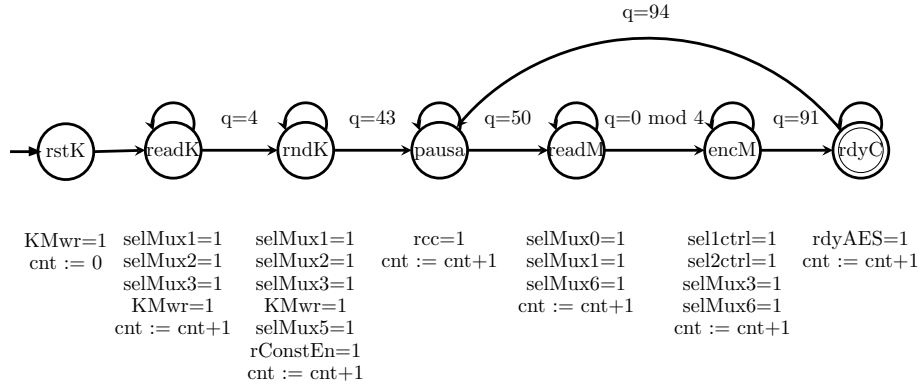 q=94
q=4
q=43
q=50
q=0 mod 4
q=91
rstK
readK
rndK
pausa
readM
encM
rdyC
KMwr=1
cnt := 0
selMux1=1
selMux2=1
selMux3=1
KMwr=1
cnt := cnt+1
selMux1=1
selMux2=1
selMux3=1
KMwr=1
selMux5=1
rConstEn=1
cnt := cnt+1
rcc=1
cnt := cnt+1
selMux0=1
selMux1=1
selMux6=1
cnt := cnt+1
sel1ctrl=1
sel2ctrl=1
selMux3=1
selMux6=1
cnt := cnt+1
rdyAES=1
cnt := cnt+1